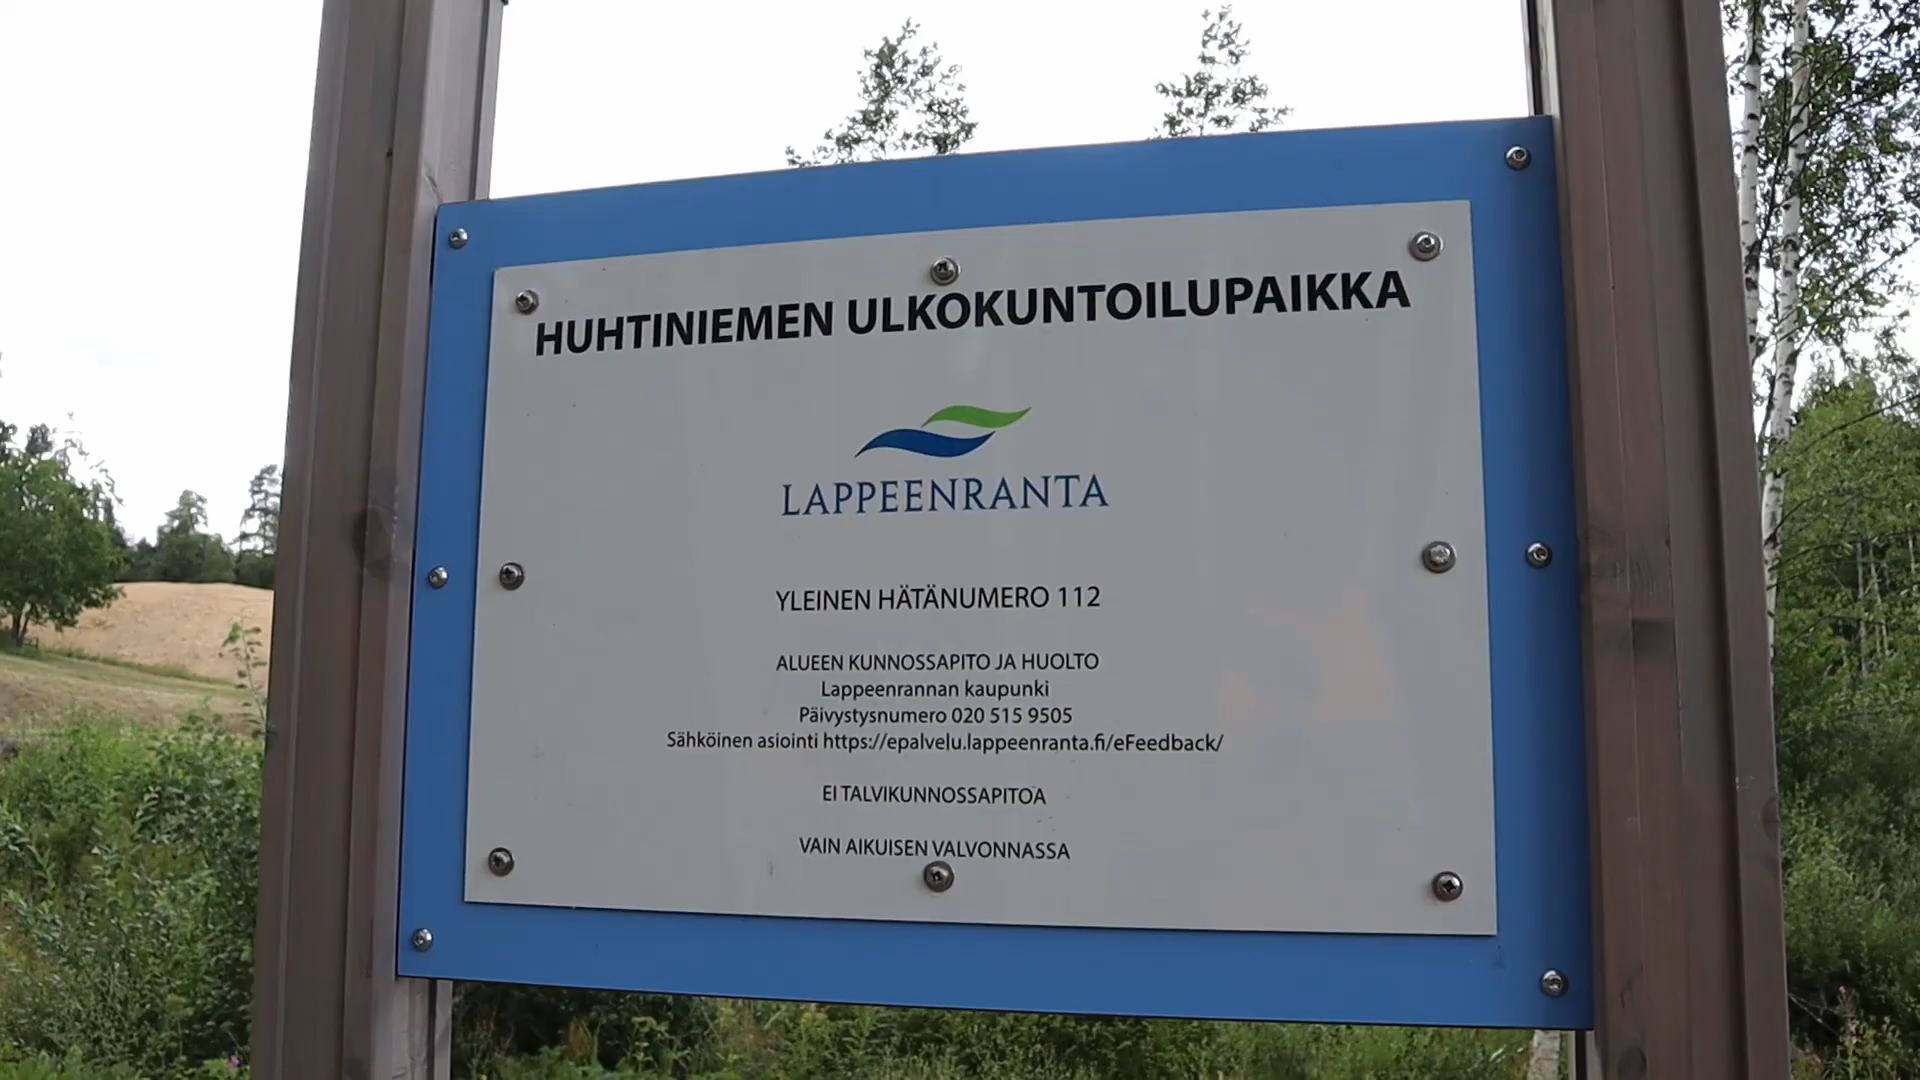 HUHTINIEMEN ULKOKUNTOILUPAIKKA
LAPPEENRANTA
YLEINEN HÄTÄNUMERO 112
ALUEEN KUNNOSSAPITO JA HUOLTO
Lappeenrannan kaupunki
Päivystysnumero 020 515 9505
Sähköinen asiointi https://epalvelu.lappeenranta.fi/eFeedback/
EI TALVIKUNNOSSAPITOA
VAIN AIKUISEN VALVONNASSA